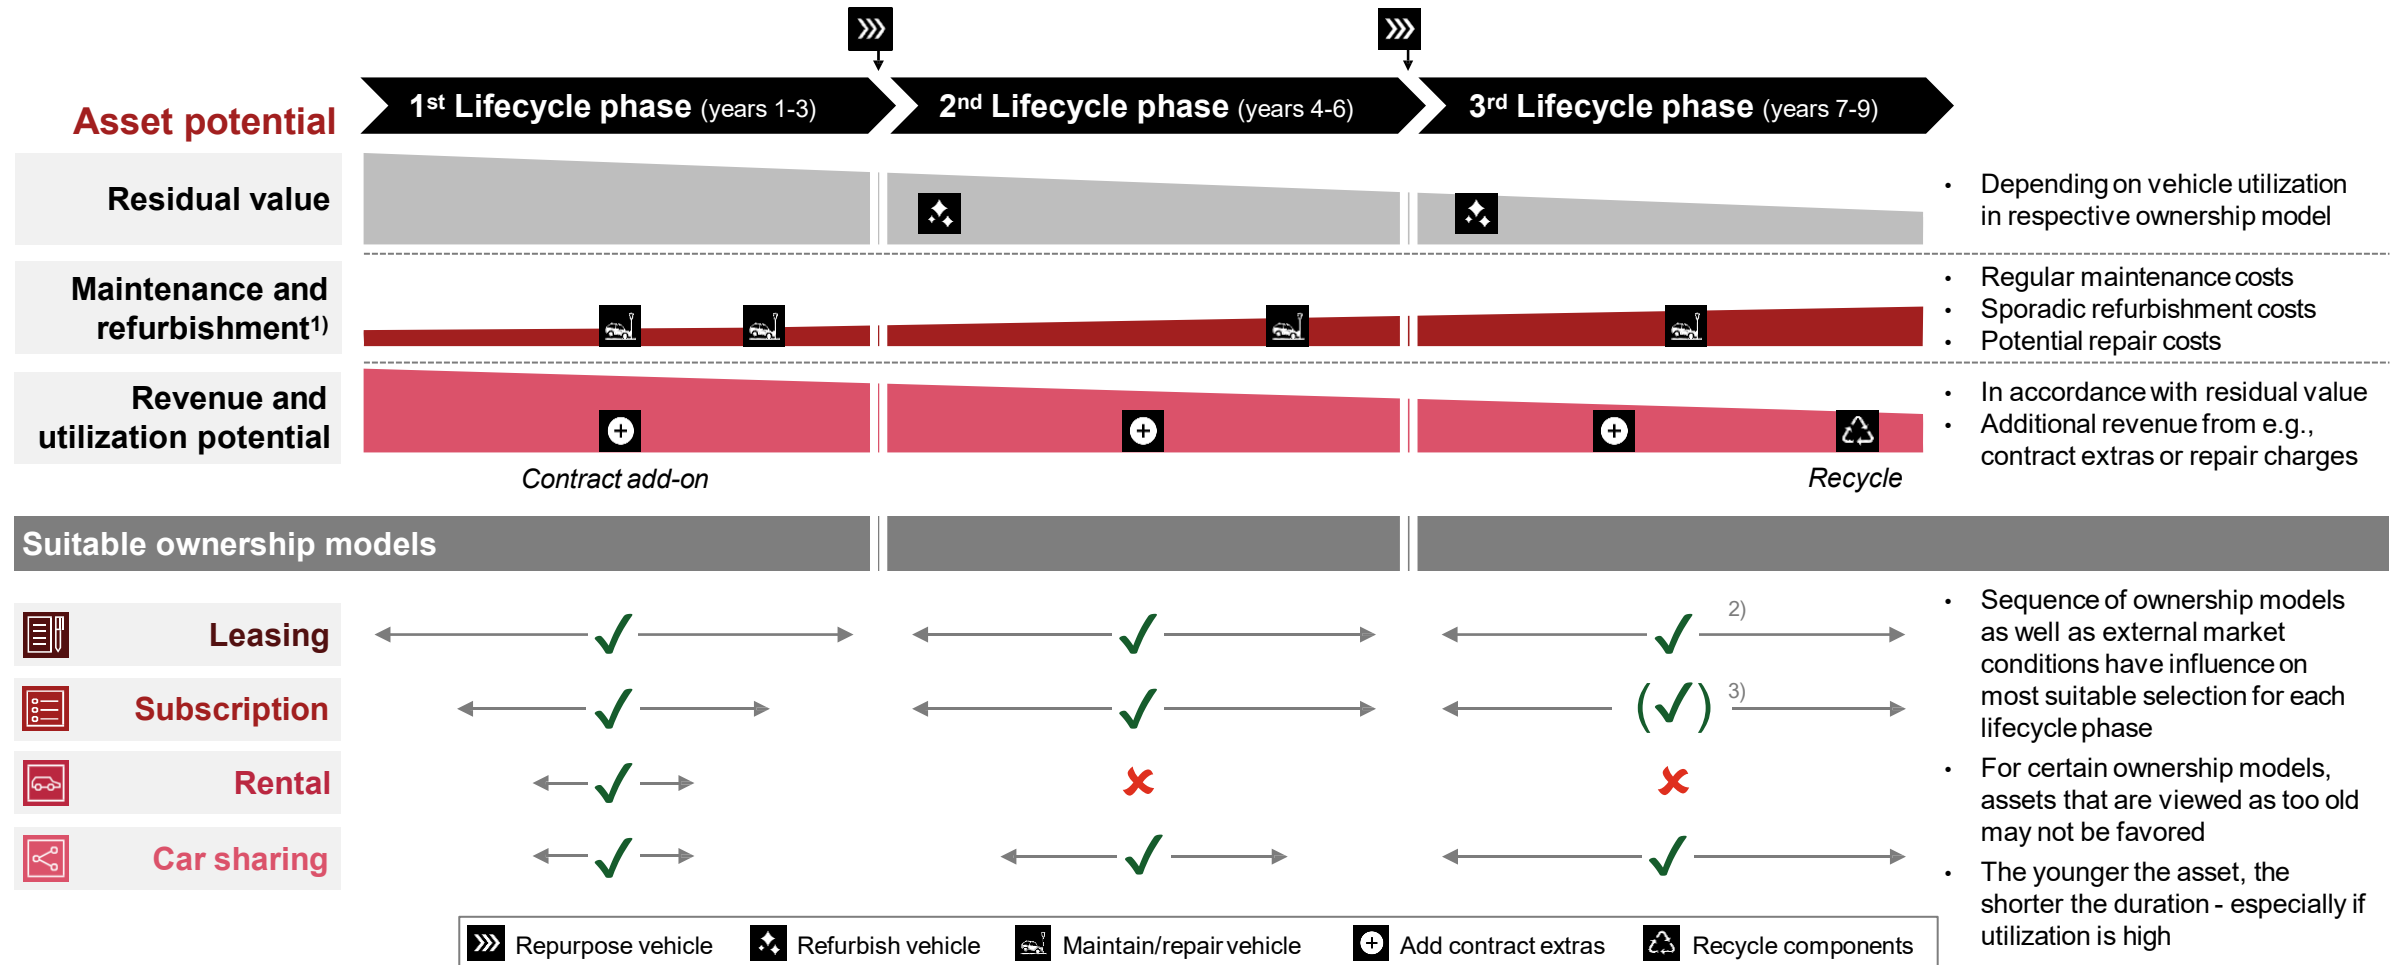 Asset potential
1st Lifecycle phase (years 1-3)
2nd Lifecycle phase (years 4-6)
3rd Lifecycle phase (years 7-9)
Residual value
• Depending on vehicle utilization
in respective ownership model
Maintenance and
refurbishment1)
• Regular maintenance costs
• Sporadic refurbishment costs
• Potential repair costs
Revenue and
utilization potential
Contract add-on
Recycle
• In accordance with residual value
• Additional revenue from e.g.,
contract extras or repair charges
Suitable ownership models
Leasing
2)
Subscription
( ) 3)
Rental
Car sharing
• Sequence of ownership models
as well as external market
conditions have influence on
most suitable selection for each
lifecycle phase
• For certain ownership models,
assets that are viewed as too old
may not be favored
• The younger the asset, the
shorter the duration - especially if
utilization is high
Repurpose vehicle
Refurbish vehicle
Maintain/repair vehicle
Add contract extras
Recycle components